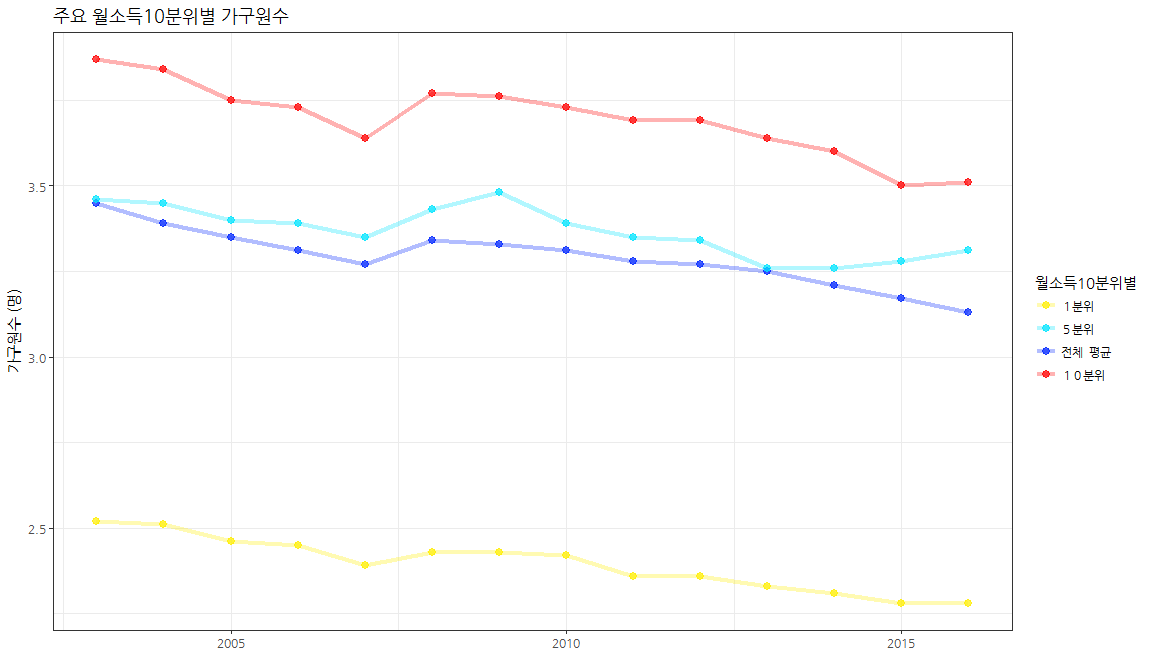 주요 월소득10분위별 가구원수
가구원수 (명)
3.5
3.0
2.5
2005
2010
2015
월소득10분위별
1분위
5분위
전체 평균
1 0분위